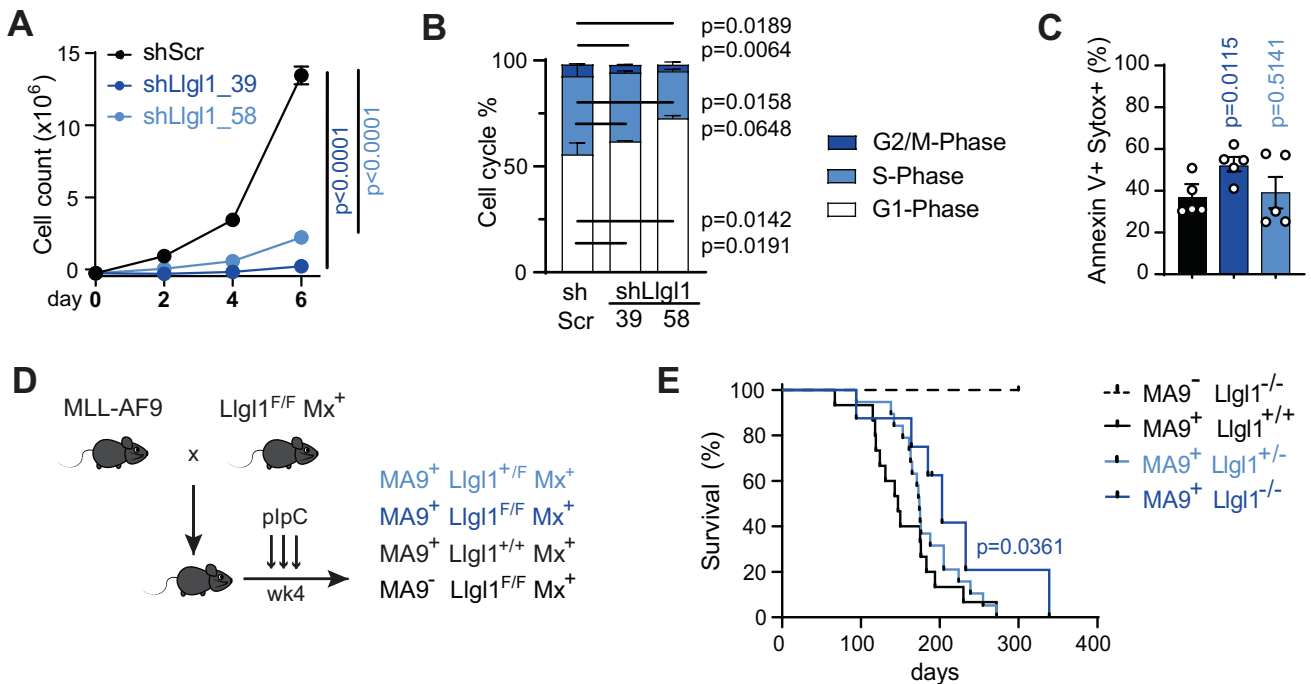 A
Cell count (x10⁶)
15
10
5
0
day 0 2 4 6
shScr
shLlgl1_39
shLlgl1_58
p<0.0001
p<0.0001
B
Cell cycle %
100
50
0
sh
Scr
shLlgl1
39 58
p=0.0189
p=0.0064
p=0.0158
p=0.0648
p=0.0142
p=0.0191
G2/M-Phase
S-Phase
G1-Phase
C
Annexin V+ Sytox+ (%)
100
80
60
40
20
0
p=0.0115
p=0.5141
D
MLL-AF9
Llgl1F/F Mx⁺
x
pIpC
wk4
MA9⁺ Llgl1+/F Mx⁺
MA9⁺ Llgl1F/F Mx⁺
MA9⁺ Llgl1+/+ Mx⁺
MA9⁻ Llgl1F/F Mx⁺
E
Survival (%)
100
80
60
40
20
0
0 100 200 300 400
days
p=0.0361
MA9⁻ Llgl1-/-
MA9⁺ Llgl1+/+
MA9⁺ Llgl1+/-
MA9⁺ Llgl1-/-